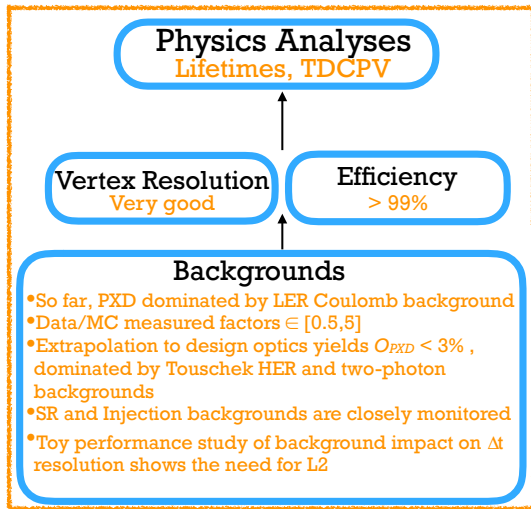 Physics Analyses
Lifetimes, TDCPV
Vertex Resolution
Very good
Efficiency
> 99%
Backgrounds
•So far, PXD dominated by LER Coulomb background
•Data/MC measured factors ∈ [0.5,5]
•Extrapolation to design optics yields O_PXD < 3% ,
dominated by Touschek HER and two-photon
backgrounds
•SR and Injection backgrounds are closely monitored
•Toy performance study of background impact on Δt
resolution shows the need for L2